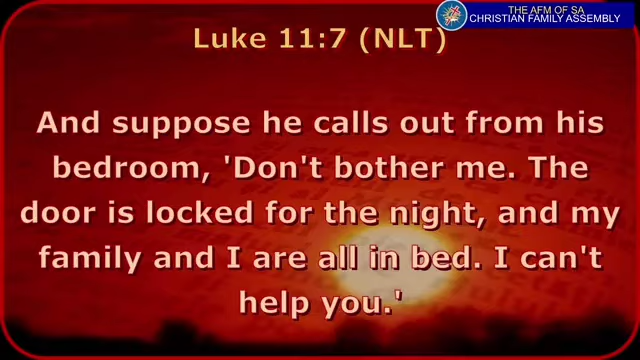 THE AFM OF SA
CHRISTIAN FAMILY ASSEMBLY
Luke 11:7 (NLT)
And suppose he calls out from his
bedroom, 'Don't bother me. The
door is locked for the night, and my
family and I are all in bed. I can't
help you.'